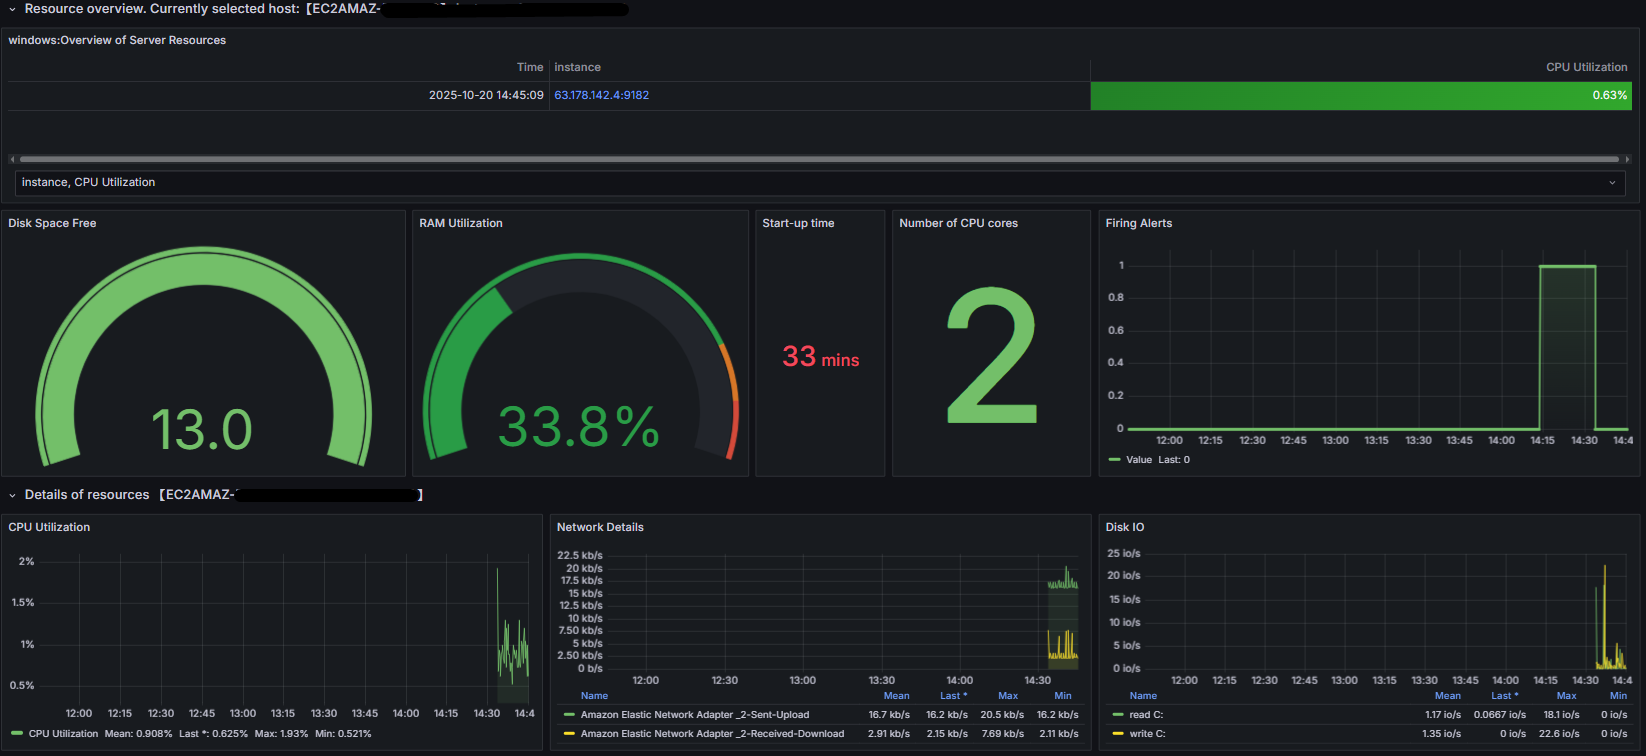 Resource overview. Currently selected host: 【EC2AMAZ-
windows:Overview of Server Resources
Time instance CPU Utilization
2025-10-20 14:45:09 63.178.142.4:9182 0.63%
instance, CPU Utilization
Disk Space Free
13.0
RAM Utilization
33.8%
Start-up time
33 mins
Number of CPU cores
2
Firing Alerts
1
0.8
0.6
0.4
0.2
0
12:00 12:15 12:30 12:45 13:00 13:15 13:30 13:45 14:00 14:15 14:30 14:4
Value Last: 0
Details of resources 【EC2AMAZ- 】
CPU Utilization
2%
1.5%
1%
0.5%
12:00 12:15 12:30 12:45 13:00 13:15 13:30 13:45 14:00 14:15 14:30 14:4
CPU Utilization Mean: 0.908% Last *: 0.625% Max: 1.93% Min: 0.521%
Network Details
22.5 kb/s
20 kb/s
17.5 kb/s
15 kb/s
12.5 kb/s
10 kb/s
7.50 kb/s
5 kb/s
2.50 kb/s
0 b/s
12:00 12:30 13:00 13:30 14:00 14:30
Name Mean Last * Max Min
Amazon Elastic Network Adapter _2-Sent-Upload 16.7 kb/s 16.2 kb/s 20.5 kb/s 16.2 kb/s
Amazon Elastic Network Adapter _2-Received-Download 2.91 kb/s 2.15 kb/s 7.69 kb/s 2.11 kb/s
Disk IO
25 io/s
20 io/s
15 io/s
10 io/s
5 io/s
0 io/s
12:00 12:15 12:30 12:45 13:00 13:15 13:30 13:45 14:00 14:15 14:30 14:4
Name Mean Last * Max Min
read C: 1.17 io/s 0.0667 io/s 18.1 io/s 0 io/s
write C: 1.35 io/s 0 io/s 22.6 io/s 0 io/s